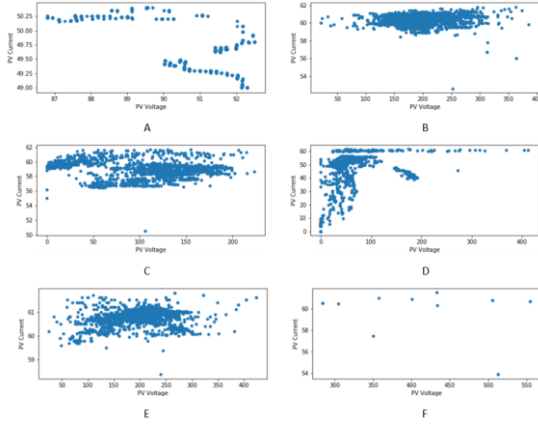 50.25
50.00
49.75
49.50
49.25
49.00
PV Current
87 88 89 90 91 92
PV Voltage
A
62
60
58
56
54
PV Current
50 100 150 200 250 300 350 400
PV Voltage
B
62
60
58
56
54
52
50
PV Current
0 50 100 150 200
PV Voltage
C
60
50
40
30
20
10
0
PV Current
0 100 200 300 400
PV Voltage
D
61
60
59
PV Current
50 100 150 200 250 300 350 400
PV Voltage
E
60
58
56
54
PV Current
300 350 400 450 500 550
PV Voltage
F